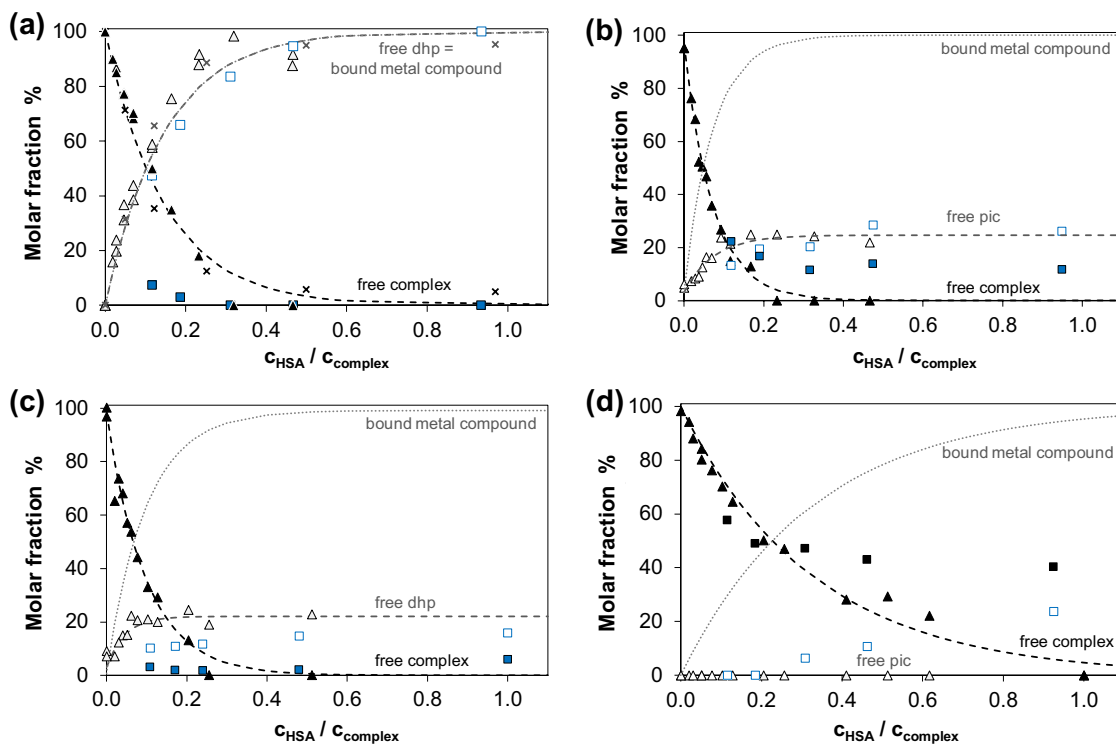 (a)
Molar fraction %
100
80
60
40
20
0
free dhp =
bound metal compound
free complex
0.0 0.2 0.4 0.6 0.8 1.0
cHSA / ccomplex
(b)
Molar fraction %
100
80
60
40
20
0
bound metal compound
free pic
free complex
0.0 0.2 0.4 0.6 0.8 1.0
cHSA / ccomplex
(c)
Molar fraction %
100
80
60
40
20
0
bound metal compound
free dhp
free complex
0.0 0.2 0.4 0.6 0.8 1.0
cHSA / ccomplex
(d)
Molar fraction %
100
80
60
40
20
0
bound metal compound
free complex
free pic
0.0 0.2 0.4 0.6 0.8 1.0
cHSA / ccomplex